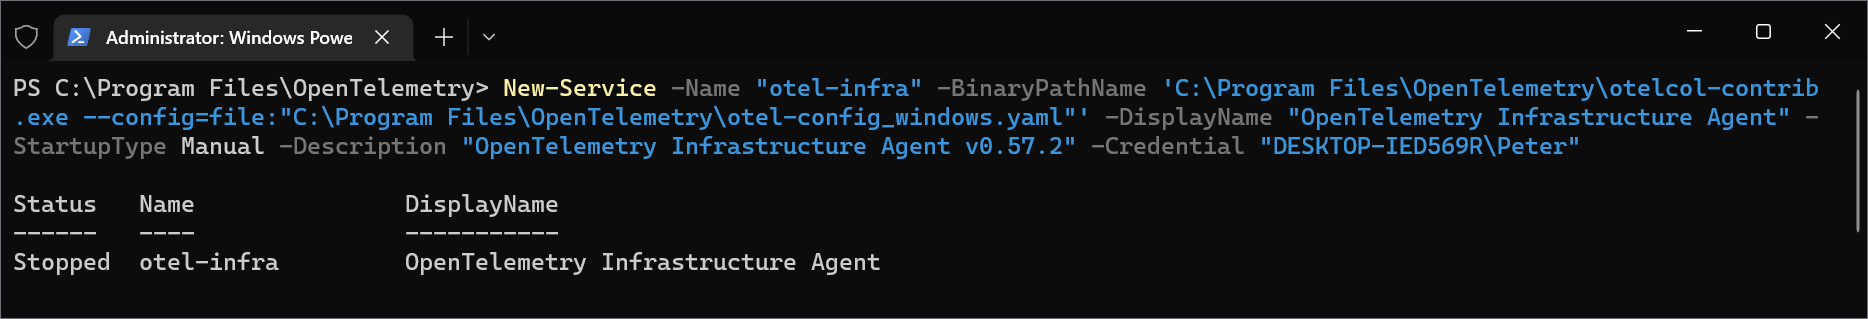 Administrator: Windows Powe
PS C:\Program Files\OpenTelemetry> New-Service -Name "otel-infra" -BinaryPathName 'C:\Program Files\OpenTelemetry\otelcol-contrib
.exe --config=file:"C:\Program Files\OpenTelemetry\otel-config_windows.yaml"' -DisplayName "OpenTelemetry Infrastructure Agent" -
StartupType Manual -Description "OpenTelemetry Infrastructure Agent v0.57.2" -Credential "DESKTOP-IED569R\Peter"
Status   Name               DisplayName
------   ----               -----------
Stopped  otel-infra         OpenTelemetry Infrastructure Agent